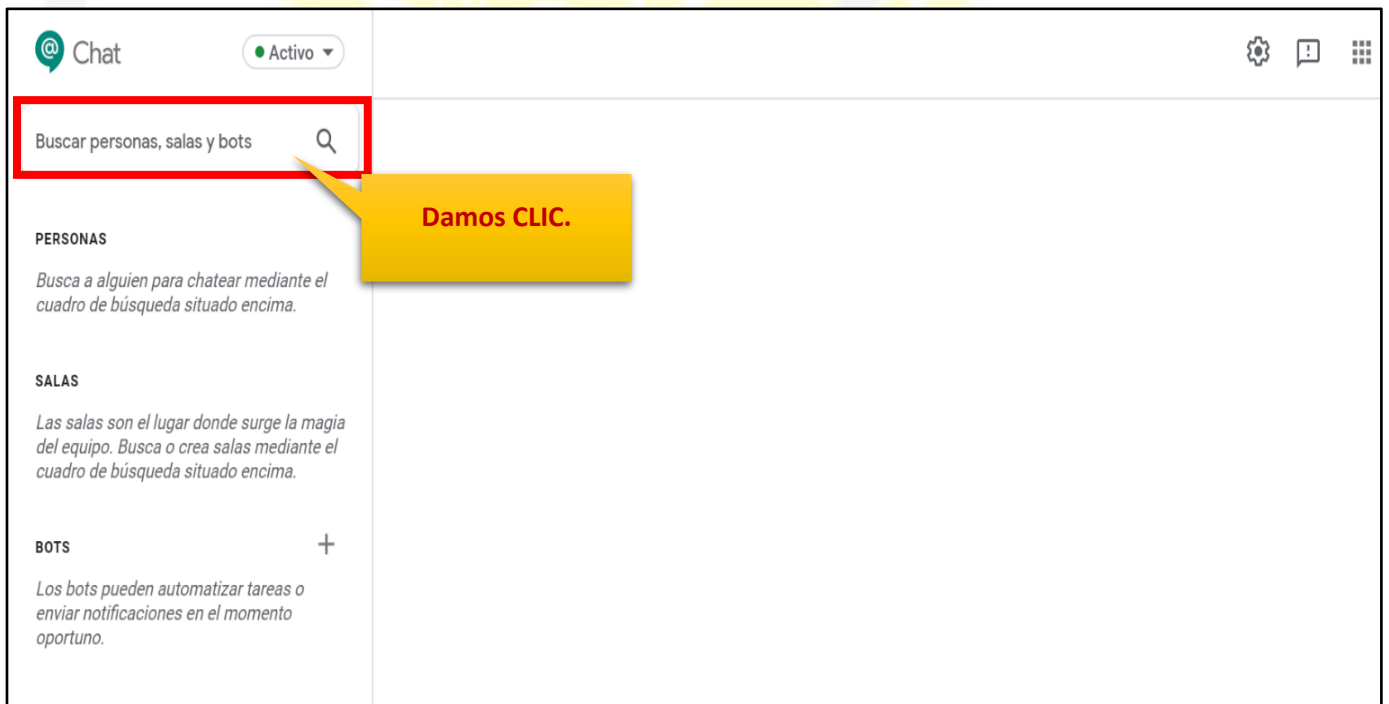 Chat
Activo
Buscar personas, salas y bots
Damos CLIC.
PERSONAS
Busca a alguien para chatear mediante el
cuadro de búsqueda situado encima.
SALAS
Las salas son el lugar donde surge la magia
del equipo. Busca o crea salas mediante el
cuadro de búsqueda situado encima.
BOTS
Los bots pueden automatizar tareas o
enviar notificaciones en el momento
oportuno.